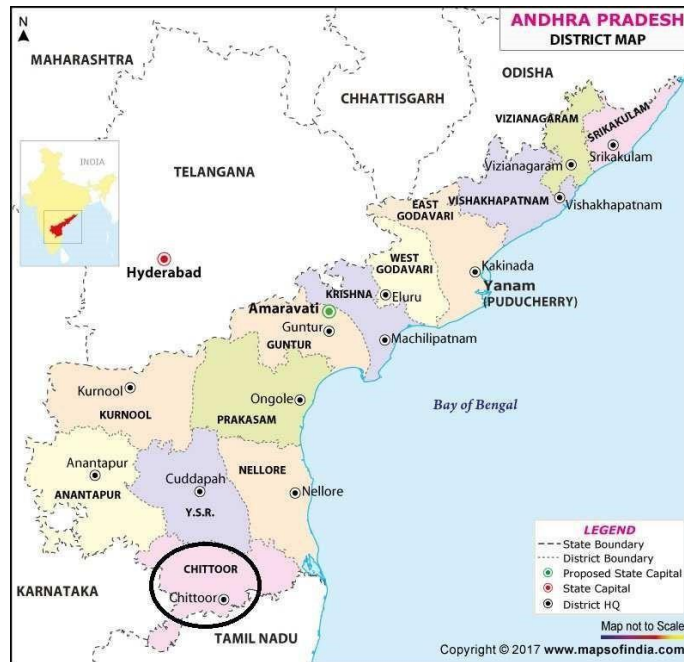 N
ANDHRA PRADESH
DISTRICT MAP
MAHARASHTRA
ODISHA
CHHATTISGARH
VIZIANAGARAM
SRIKAKULAM
Srikakulam
INDIA
TELANGANA
Vizianagaram
VISHAKHAPATNAM
Vishakhapatnam
EAST
GODAVARI
WEST
GODAVARI
Hyderabad
Kakinada
Yanam
(PUDUCHERRY)
KRISHNA
Eluru
Amaravati
Guntur
GUNTUR
Machilipatnam
Kurnool
KURNOOL
Ongole
PRAKASAM
Bay of Bengal
Anantapur
ANANTAPUR
Cuddapah
Y.S.R.
NELLORE
Nellore
CHITTOOR
Chittoor
KARNATAKA
TAMIL NADU
LEGEND
State Boundary
District Boundary
Proposed State Capital
State Capital
District HQ
Map not to Scale
Copyright © 2017 www.mapsofindia.com